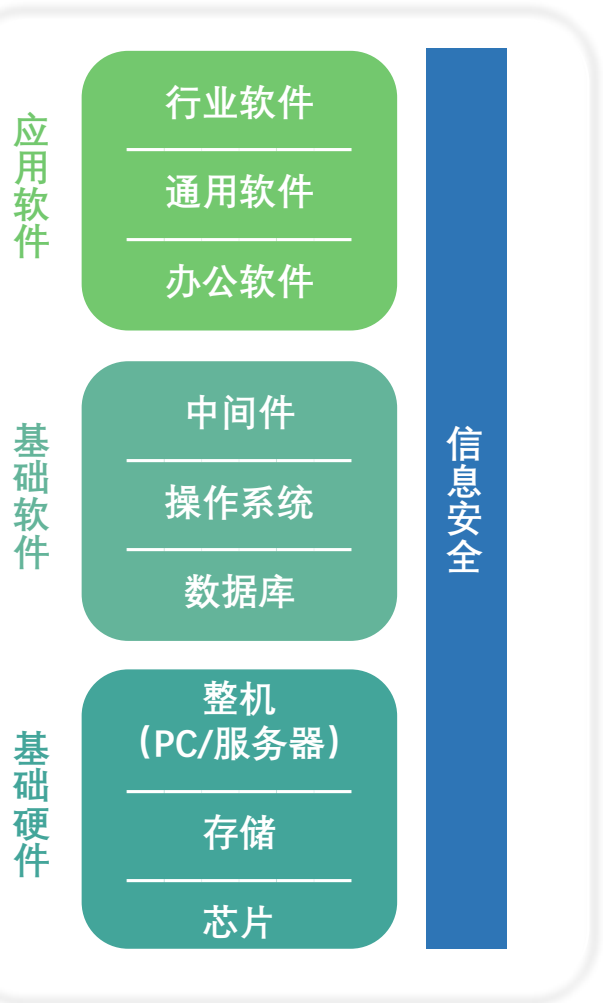 应用软件
行业软件
通用软件
办公软件
基础软件
中间件
操作系统
数据库
基础硬件
整机
（PC/服务器）
存储
芯片
信息安全